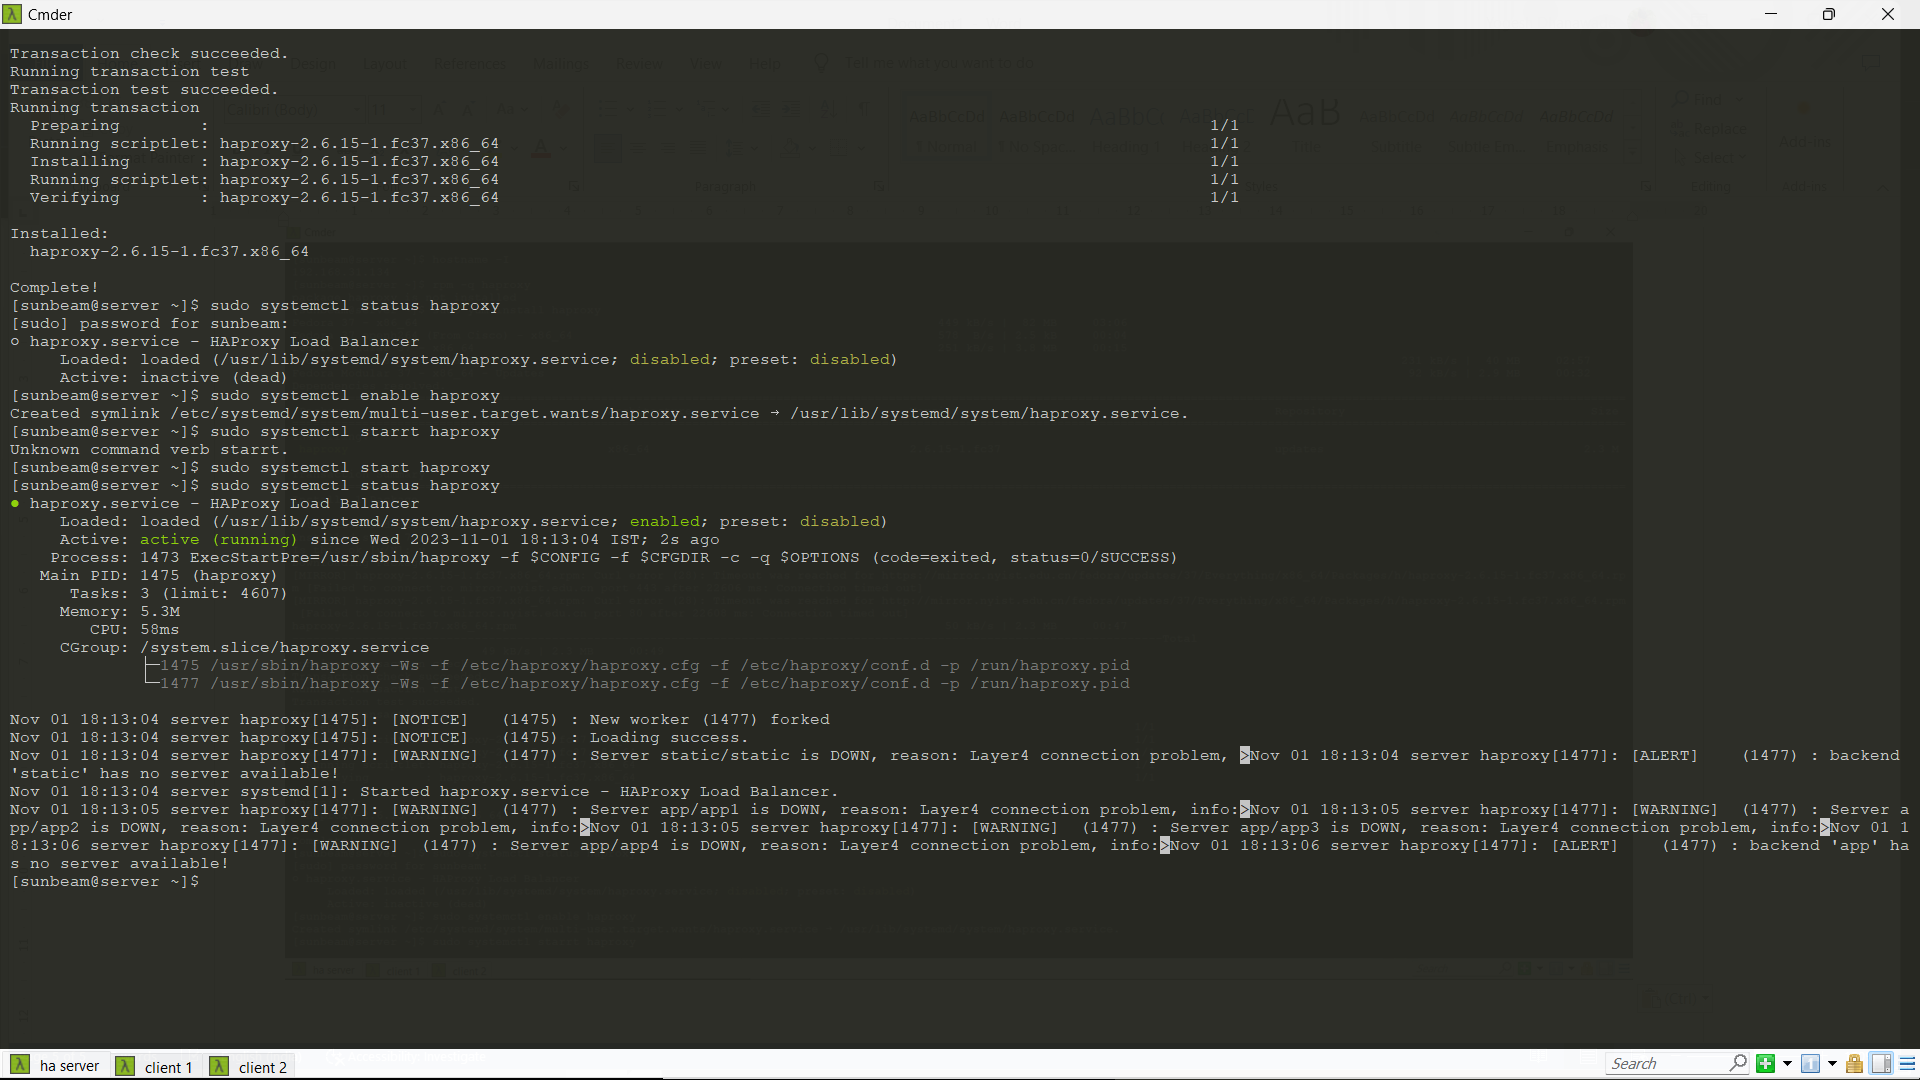 Cmder
Transaction check succeeded.
Running transaction test
Transaction test succeeded.
Running transaction
Preparing        : 1/1
Running scriptlet: haproxy-2.6.15-1.fc37.x86_64 1/1
Installing       : haproxy-2.6.15-1.fc37.x86_64 1/1
Running scriptlet: haproxy-2.6.15-1.fc37.x86_64 1/1
Verifying        : haproxy-2.6.15-1.fc37.x86_64 1/1
Installed:
haproxy-2.6.15-1.fc37.x86_64
Complete!
[sunbeam@server ~]$ sudo systemctl status haproxy
[sudo] password for sunbeam:
○ haproxy.service - HAProxy Load Balancer
Loaded: loaded (/usr/lib/systemd/system/haproxy.service; disabled; preset: disabled)
Active: inactive (dead)
[sunbeam@server ~]$ sudo systemctl enable haproxy
Created symlink /etc/systemd/system/multi-user.target.wants/haproxy.service → /usr/lib/systemd/system/haproxy.service.
[sunbeam@server ~]$ sudo systemctl starrt haproxy
Unknown command verb starrt.
[sunbeam@server ~]$ sudo systemctl start haproxy
[sunbeam@server ~]$ sudo systemctl status haproxy
● haproxy.service - HAProxy Load Balancer
Loaded: loaded (/usr/lib/systemd/system/haproxy.service; enabled; preset: disabled)
Active: active (running) since Wed 2023-11-01 18:13:04 IST; 2s ago
Process: 1473 ExecStartPre=/usr/sbin/haproxy -f $CONFIG -f $CFGDIR -c -q $OPTIONS (code=exited, status=0/SUCCESS)
Main PID: 1475 (haproxy)
Tasks: 3 (limit: 4607)
Memory: 5.3M
CPU: 58ms
CGroup: /system.slice/haproxy.service
├─1475 /usr/sbin/haproxy -Ws -f /etc/haproxy/haproxy.cfg -f /etc/haproxy/conf.d -p /run/haproxy.pid
└─1477 /usr/sbin/haproxy -Ws -f /etc/haproxy/haproxy.cfg -f /etc/haproxy/conf.d -p /run/haproxy.pid
Nov 01 18:13:04 server haproxy[1475]: [NOTICE]   (1475) : New worker (1477) forked
Nov 01 18:13:04 server haproxy[1475]: [NOTICE]   (1475) : Loading success.
Nov 01 18:13:04 server haproxy[1477]: [WARNING]  (1477) : Server static/static is DOWN, reason: Layer4 connection problem, >Nov 01 18:13:04 server haproxy[1477]: [ALERT]    (1477) : backend
'static' has no server available!
Nov 01 18:13:04 server systemd[1]: Started haproxy.service - HAProxy Load Balancer.
Nov 01 18:13:05 server haproxy[1477]: [WARNING]  (1477) : Server app/app1 is DOWN, reason: Layer4 connection problem, info:>Nov 01 18:13:05 server haproxy[1477]: [WARNING]  (1477) : Server a
pp/app2 is DOWN, reason: Layer4 connection problem, info:>Nov 01 18:13:05 server haproxy[1477]: [WARNING]  (1477) : Server app/app3 is DOWN, reason: Layer4 connection problem, info:>Nov 01 1
8:13:06 server haproxy[1477]: [WARNING]  (1477) : Server app/app4 is DOWN, reason: Layer4 connection problem, info:>Nov 01 18:13:06 server haproxy[1477]: [ALERT]    (1477) : backend 'app' ha
s no server available!
[sunbeam@server ~]$
ha server
client 1
client 2
Search